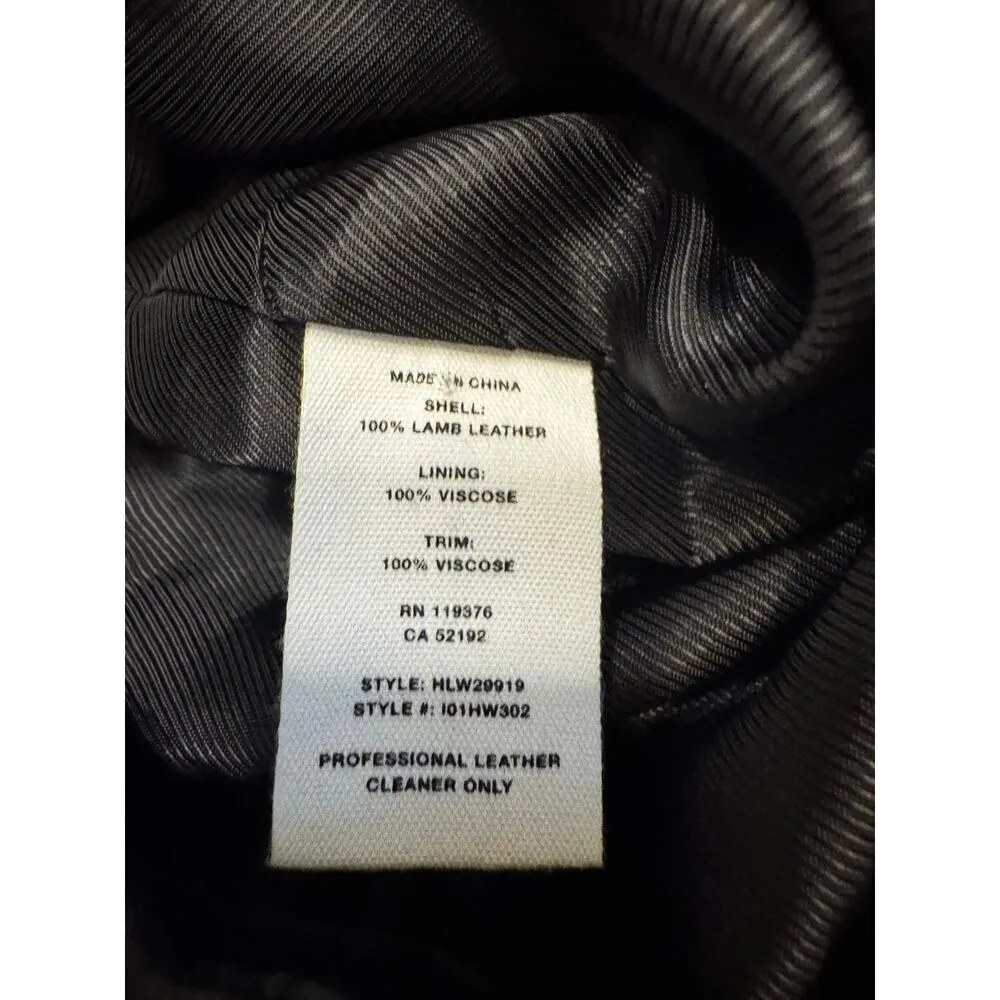 MADE IN CHINA
SHELL:
100% LAMB LEATHER
LINING:
100% VISCOSE
TRIM:
100% VISCOSE
RN 119376
CA 52192
STYLE: HLW29919
STYLE #: I01HW302
PROFESSIONAL LEATHER
CLEANER ONLY